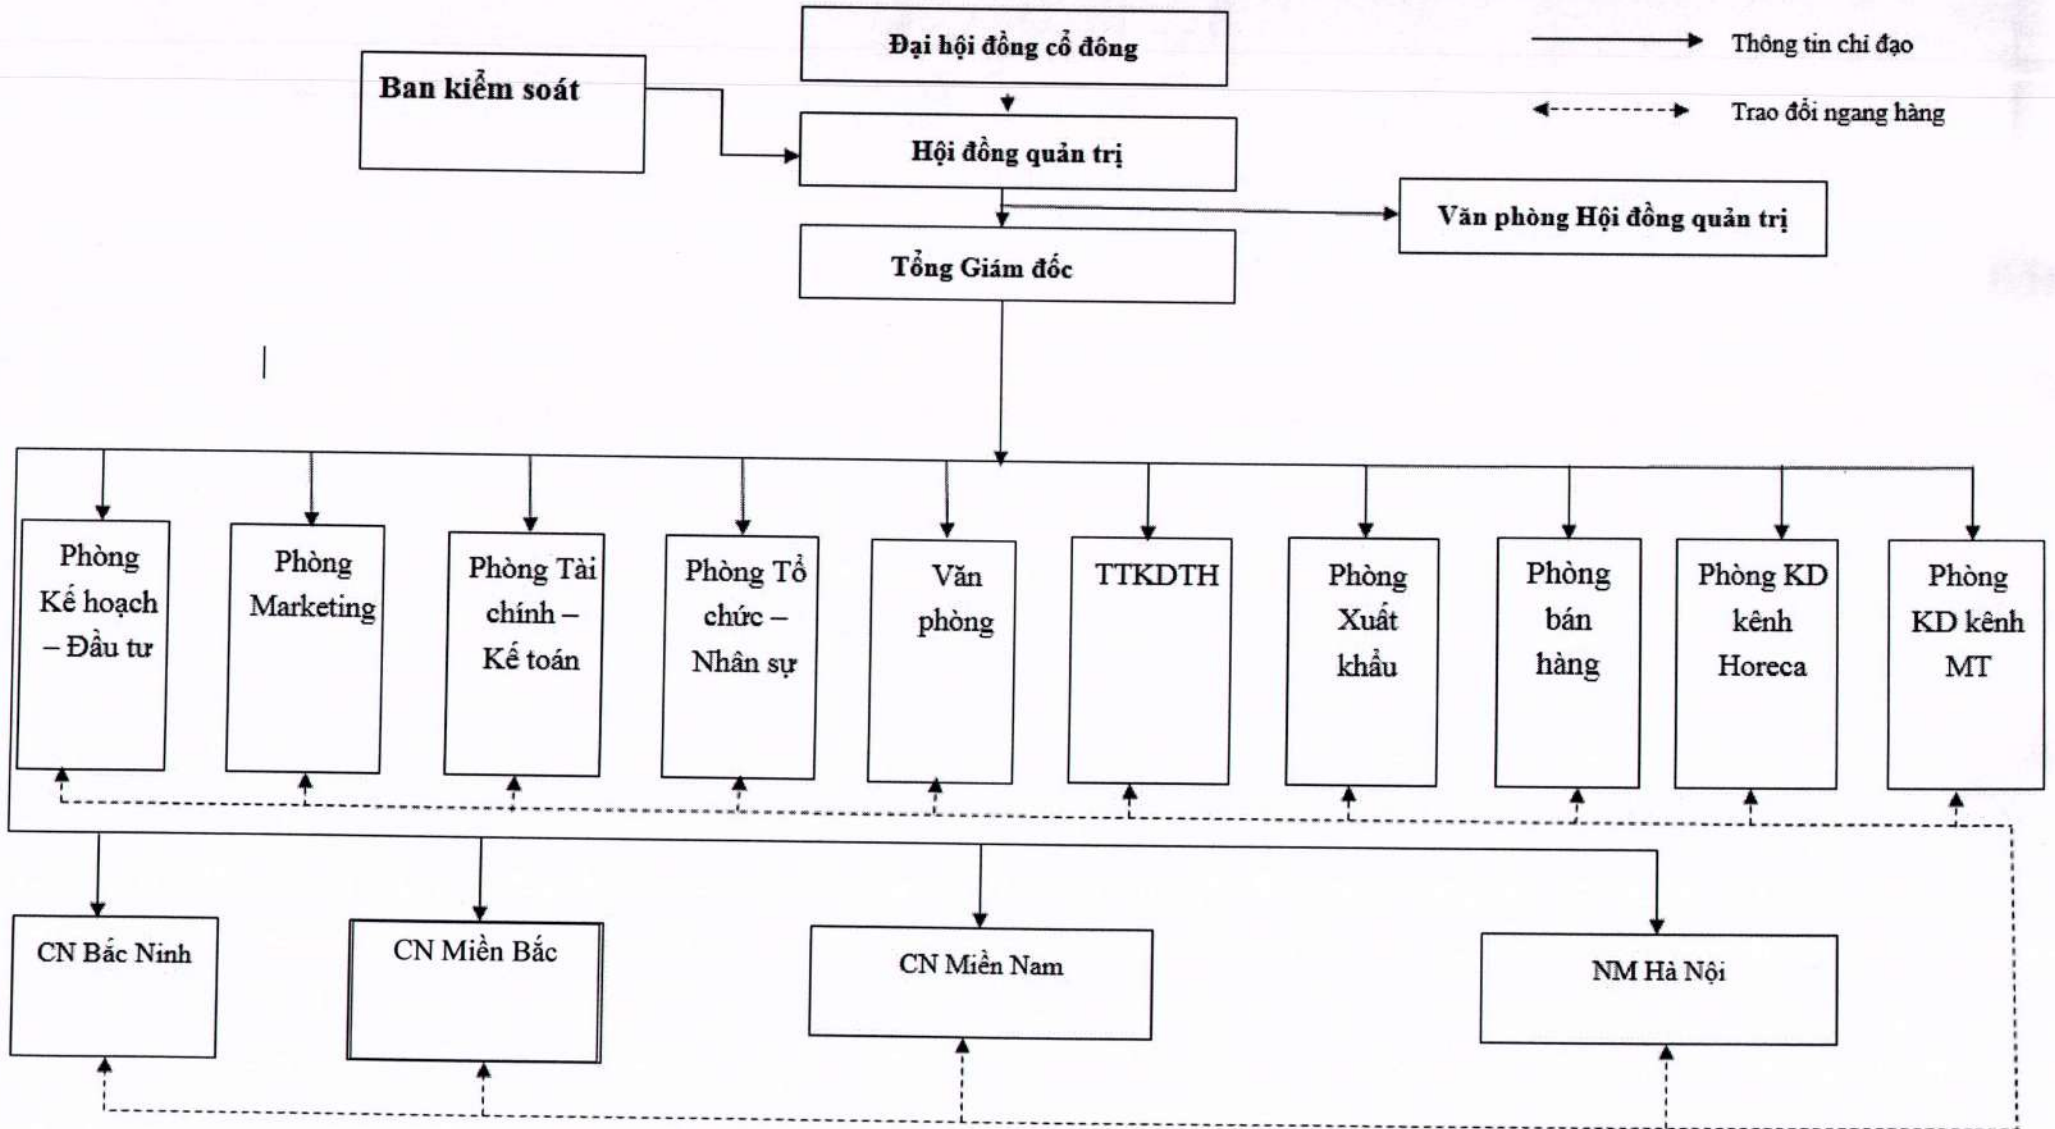 Đại hội đồng cổ đông
Thông tin chỉ đạo
Ban kiểm soát
Trao đổi ngang hàng
Hội đồng quản trị
Văn phòng Hội đồng quản trị
Tổng Giám đốc
Phòng
Kế hoạch
– Đầu tư
Phòng
Marketing
Phòng Tài
chính –
Kế toán
Phòng Tổ
chức –
Nhân sự
Văn
phòng
TTKDTH
Phòng
Xuất
khẩu
Phòng
bán
hàng
Phòng KD
kênh
Horeca
Phòng
KD kênh
MT
CN Bắc Ninh
CN Miền Bắc
CN Miền Nam
NM Hà Nội